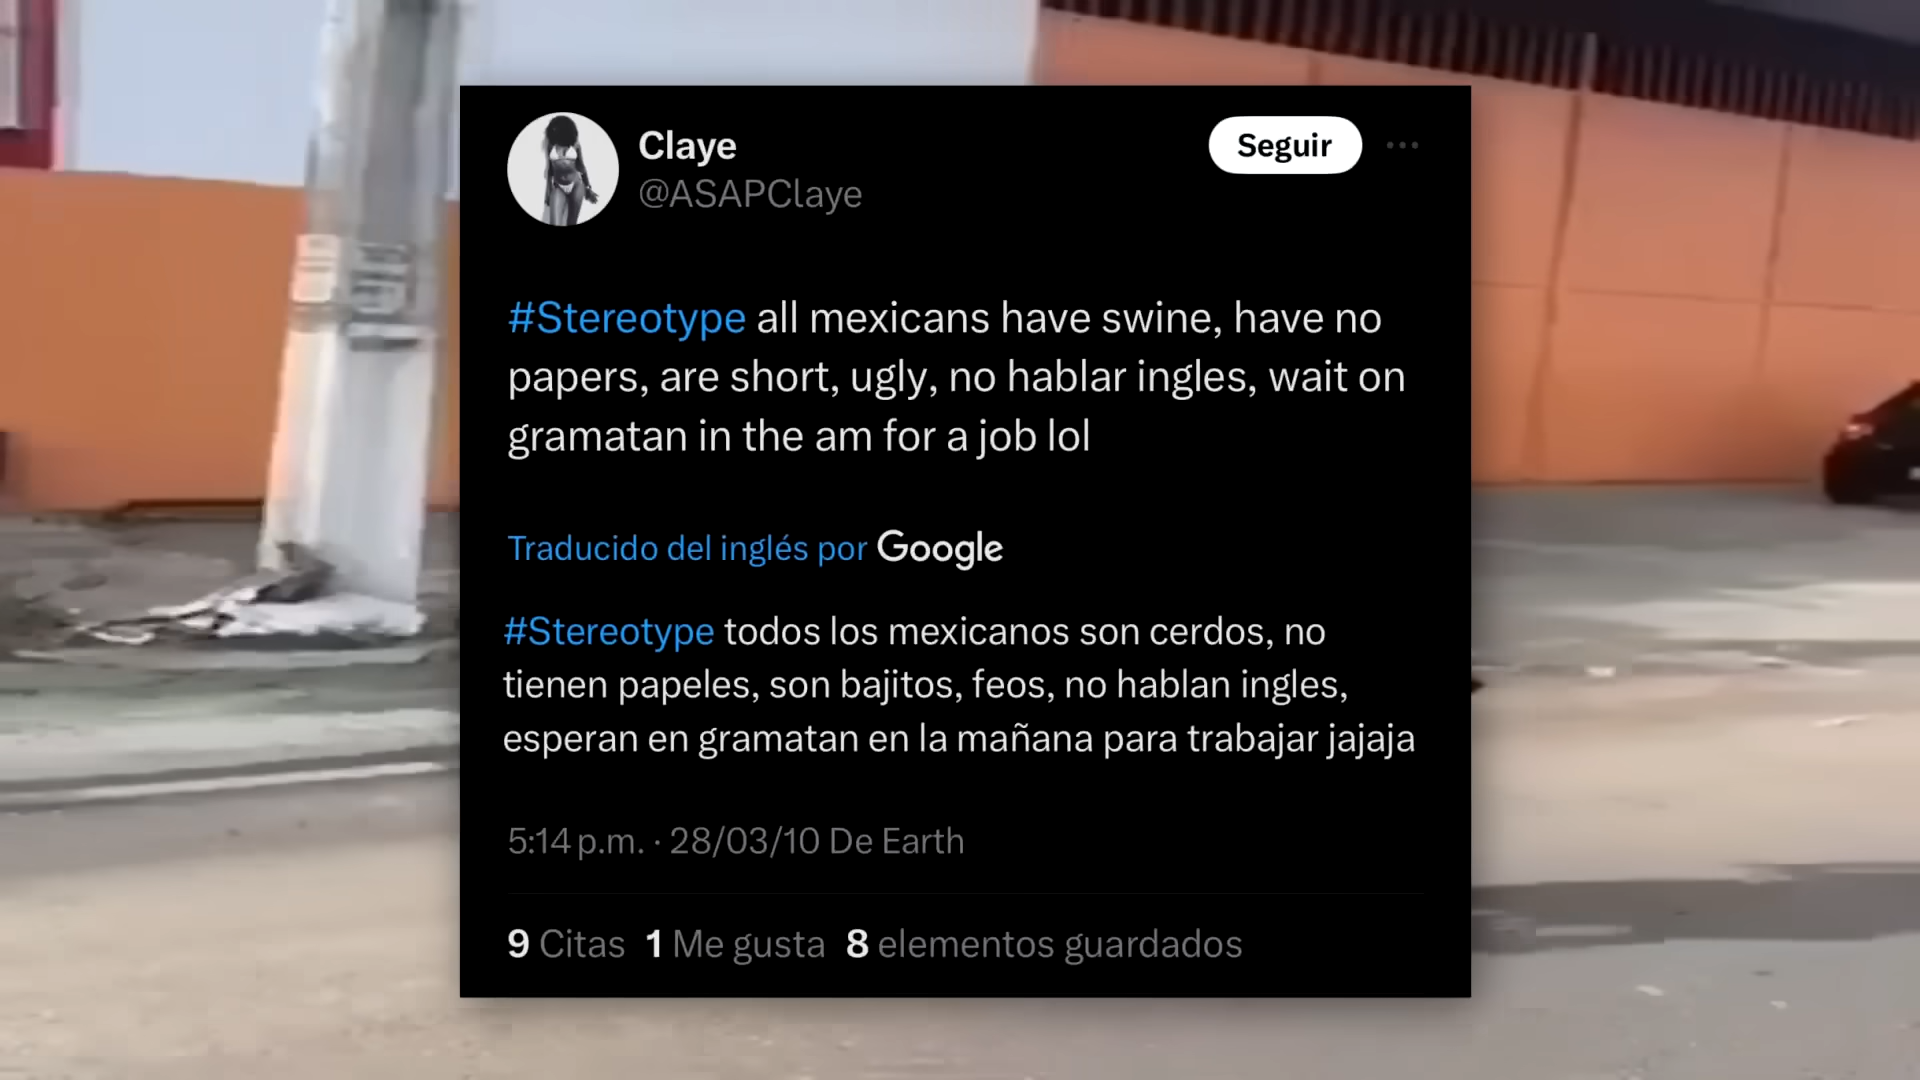 Claye
@ASAPClaye
Seguir
#Stereotype all mexicans have swine, have no
papers, are short, ugly, no hablar ingles, wait on
gramatan in the am for a job lol
Traducido del inglés por Google
#Stereotype todos los mexicanos son cerdos, no
tienen papeles, son bajitos, feos, no hablan ingles,
esperan en gramatan en la mañana para trabajar jajaja
5:14 p.m. · 28/03/10 De Earth
9 Citas 1 Me gusta 8 elementos guardados